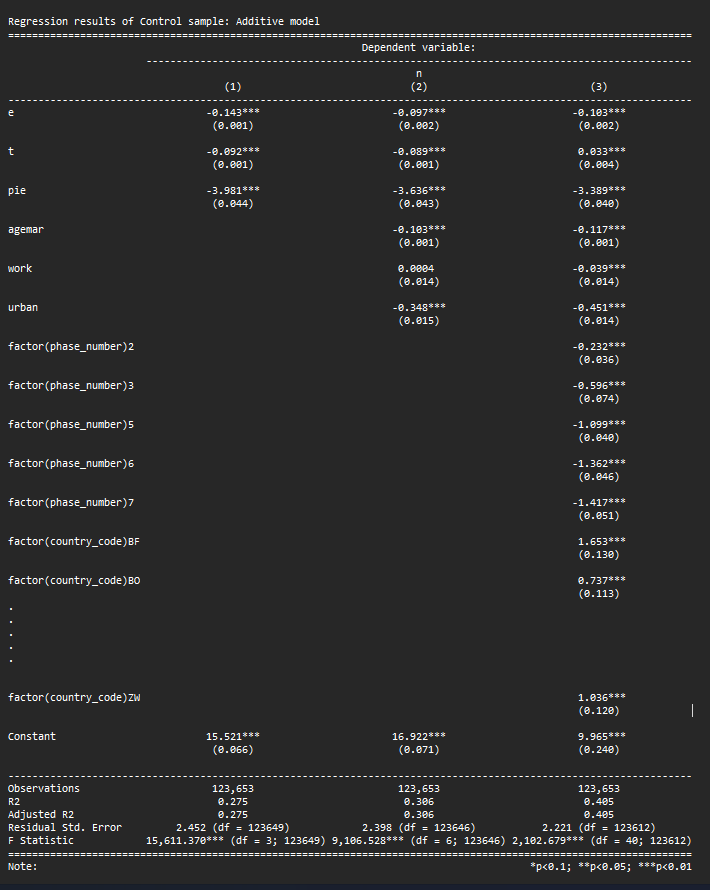 Regression results of Control sample: Additive model
==========================================================================================
Dependent variable:
------------------------------------------------------------------------
n
(1) (2) (3)
------------------------------------------------------------------------------------------
e -0.143*** -0.097*** -0.103***
(0.001) (0.002) (0.002)
t -0.092*** -0.089*** 0.033***
(0.001) (0.001) (0.004)
pie -3.981*** -3.636*** -3.389***
(0.044) (0.043) (0.040)
agemar -0.103*** -0.117***
(0.001) (0.001)
work 0.0004 -0.039***
(0.014) (0.014)
urban -0.348*** -0.451***
(0.015) (0.014)
factor(phase_number)2 -0.232***
(0.036)
factor(phase_number)3 -0.596***
(0.074)
factor(phase_number)5 -1.099***
(0.040)
factor(phase_number)6 -1.362***
(0.046)
factor(phase_number)7 -1.417***
(0.051)
factor(country_code)BF 1.653***
(0.130)
factor(country_code)BO 0.737***
(0.113)
.
.
.
.
.
factor(country_code)ZW 1.036***
(0.120)
Constant 15.521*** 16.922*** 9.965***
(0.066) (0.071) (0.240)
------------------------------------------------------------------------------------------
Observations 123,653 123,653 123,653
R2 0.275 0.306 0.405
Adjusted R2 0.275 0.306 0.405
Residual Std. Error 2.452 (df = 123649) 2.398 (df = 123646) 2.221 (df = 123612)
F Statistic 15,611.370*** (df = 3; 123649) 9,106.528*** (df = 6; 123646) 2,102.679*** (df = 40; 123612)
==========================================================================================
Note: *p<0.1; **p<0.05; ***p<0.01